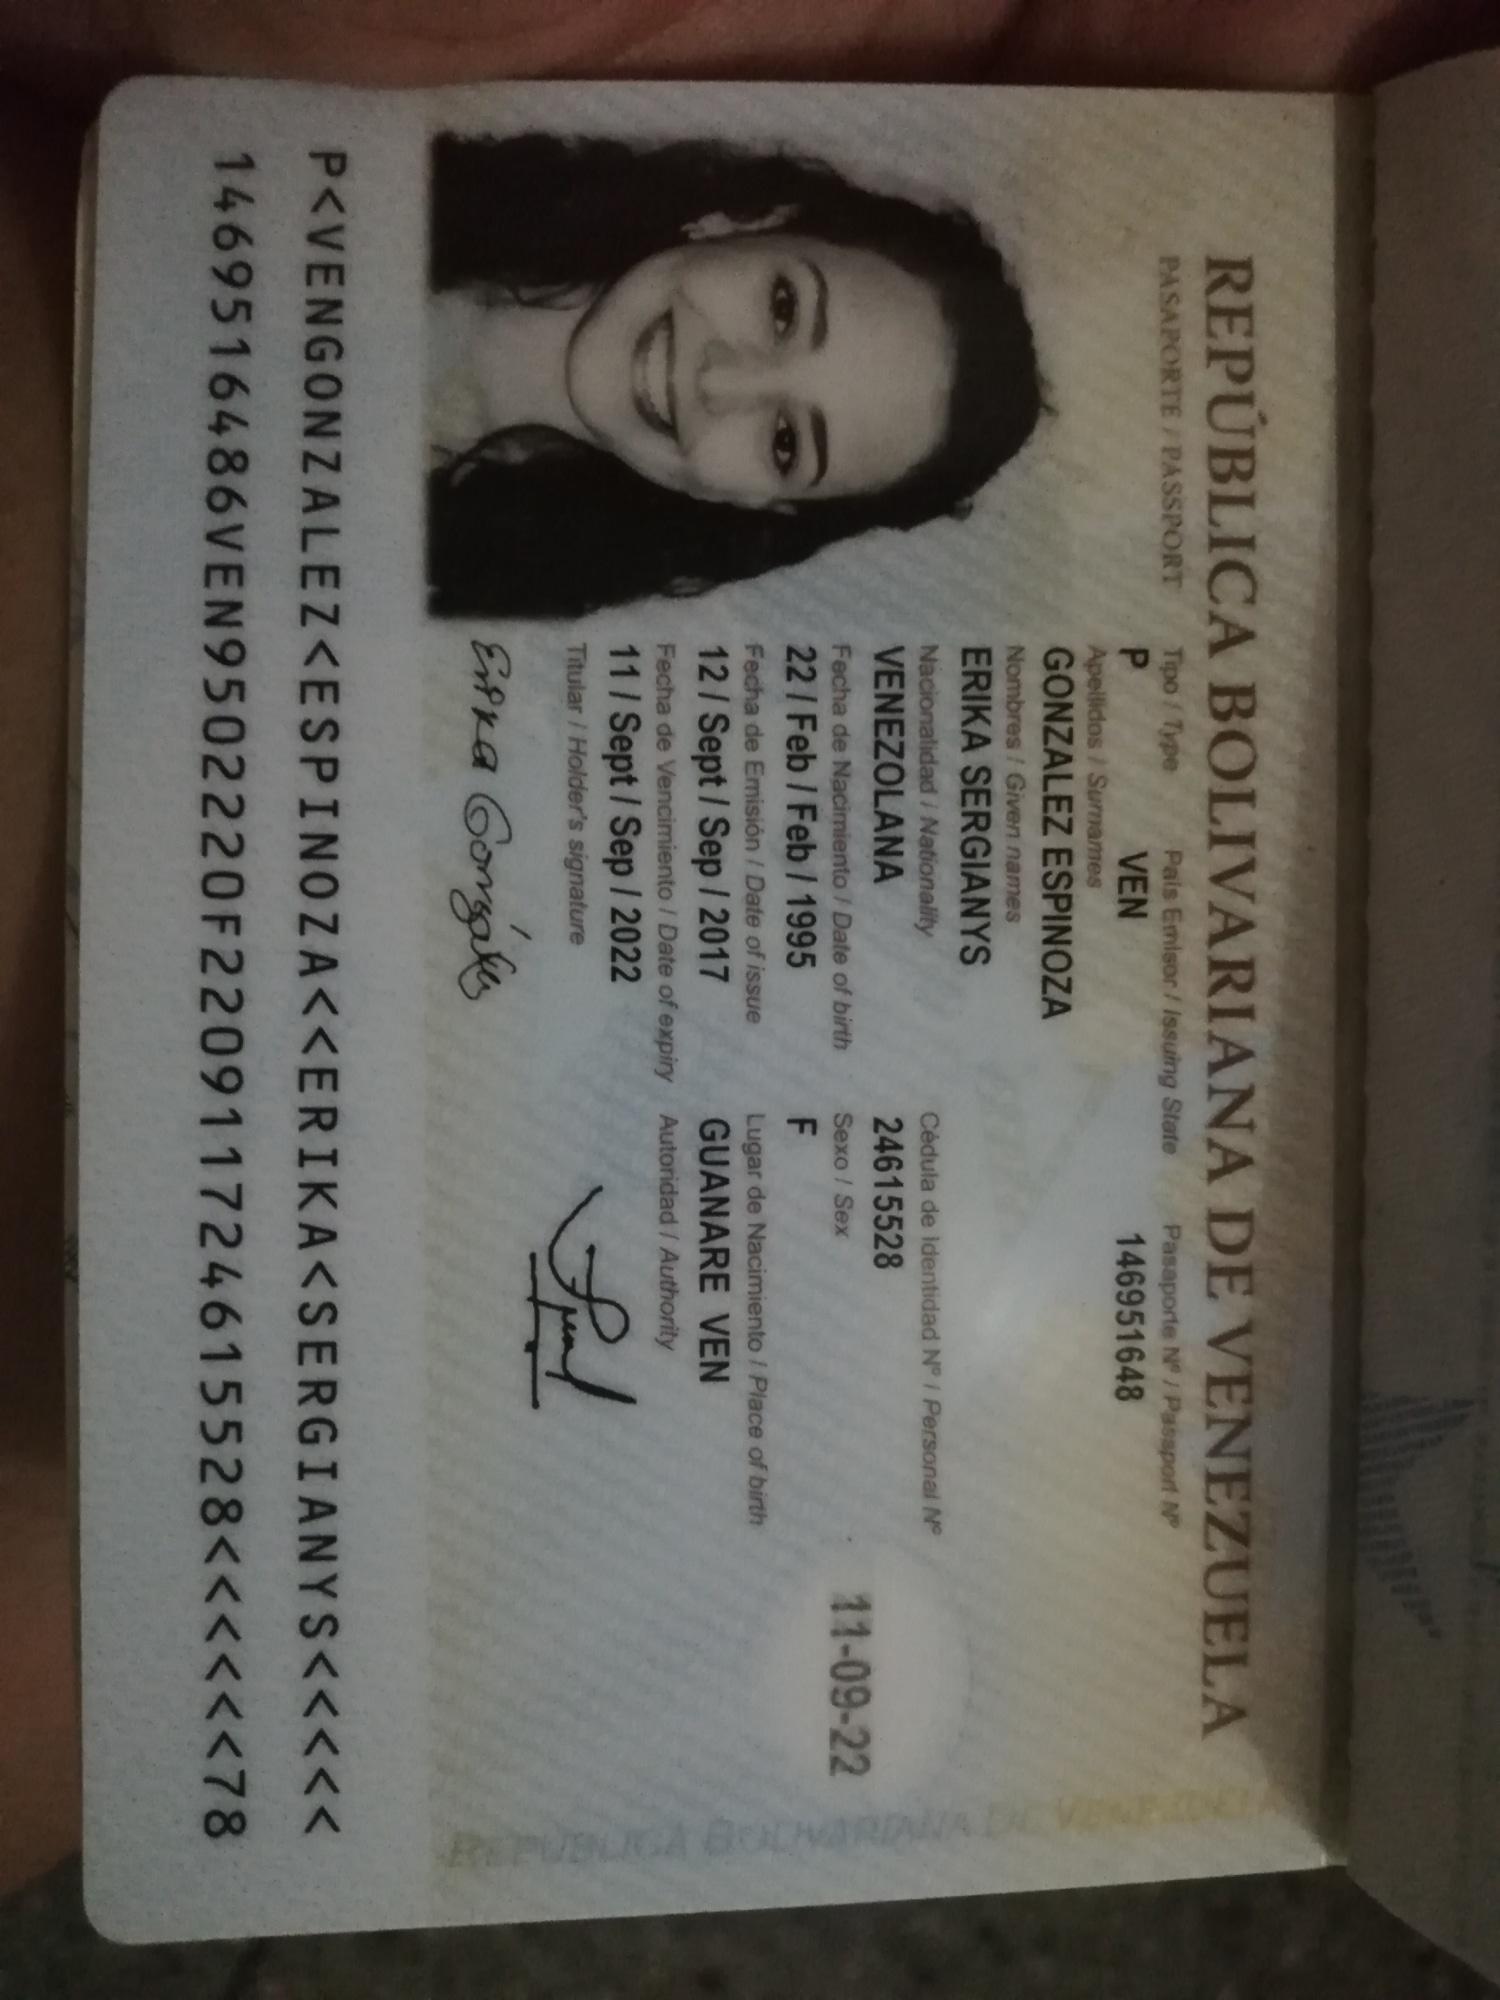 REPÚBLICA BOLIVARIANA DE VENEZUELA
PASAPORTE / PASSPORT Tipo / Type País Emisor / Issuing State Pasaporte Nº / Passport Nº
P VEN 146951648
Apellidos / Surnames
GONZALEZ ESPINOZA
Nombres / Given names
ERIKA SERGIANYS
Nacionalidad / Nationality Cédula de Identidad Nº / Personal Nº
VENEZOLANA 24615528
11-09-22
Fecha de Nacimiento / Date of birth Sexo / Sex
22 / Feb / Feb / 1995 F
Fecha de Emisión / Date of issue Lugar de Nacimiento / Place of birth
12 / Sept / Sep / 2017 GUANARE VEN
Fecha de Vencimiento / Date of expiry Autoridad / Authority
11 / Sept / Sep / 2022
Titular / Holder's signature
Erika González
P<VENGONZALEZ<ESPINOZA<<ERIKA<SERGIANYS<<<<<
1469516486VEN9502220F220911724615528<<<<<<78
REPÚBLICA BOLIVARIANA DE VENEZUELA